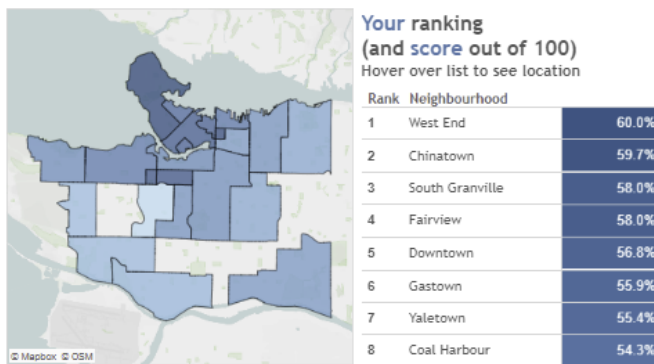 Your ranking
(and score out of 100)
Hover over list to see location
Rank Neighbourhood
1 West End 60.0%
2 Chinatown 59.7%
3 South Granville 58.0%
4 Fairview 58.0%
5 Downtown 56.8%
6 Gastown 55.9%
7 Yaletown 55.4%
8 Coal Harbour 54.3%
© Mapbox © OSM